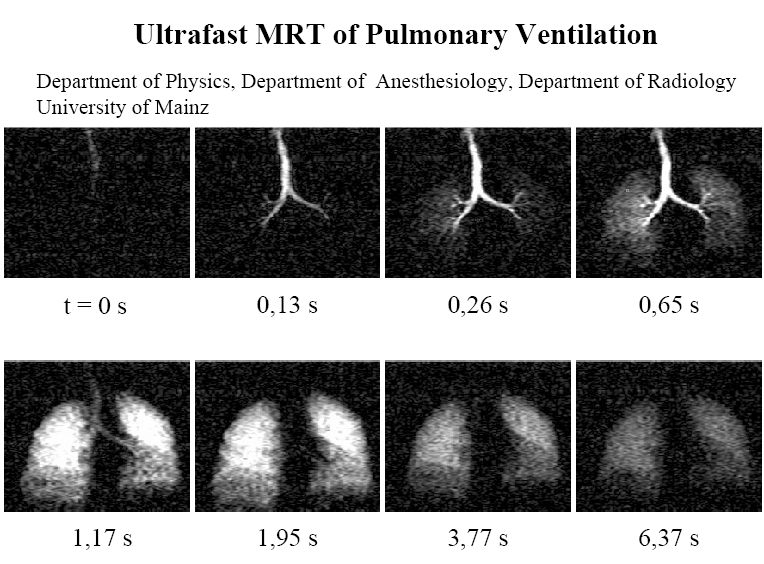 Ultrafast MRT of Pulmonary Ventilation
Department of Physics, Department of Anesthesiology, Department of Radiology
University of Mainz
t = 0 s
0,13 s
0,26 s
0,65 s
1,17 s
1,95 s
3,77 s
6,37 s